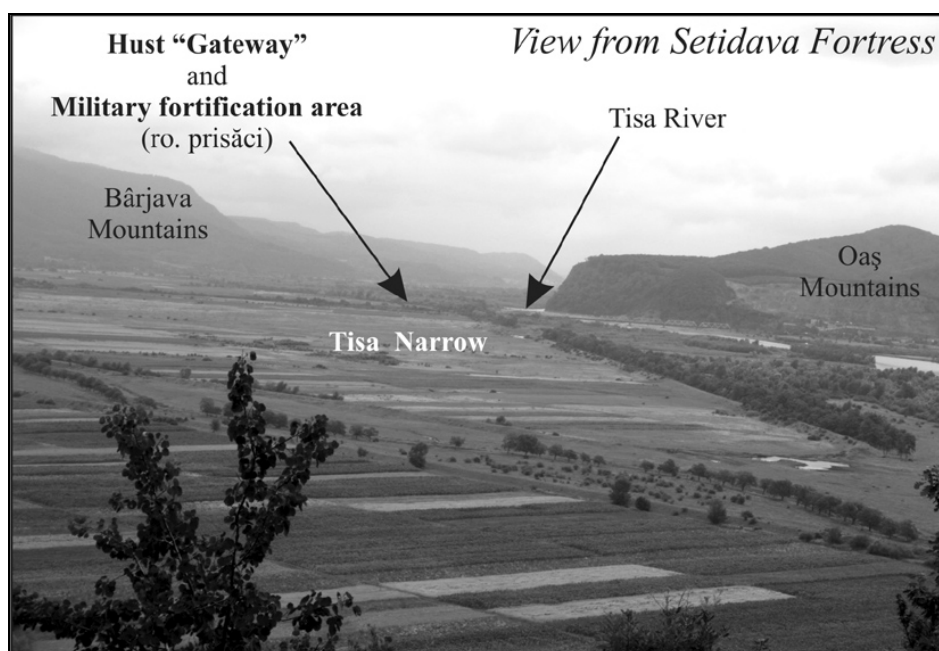 Hust “Gateway”
and
Military fortification area
(ro. prisăci)
View from Setidava Fortress
Tisa River
Bârjava
Mountains
Oaş
Mountains
Tisa Narrow